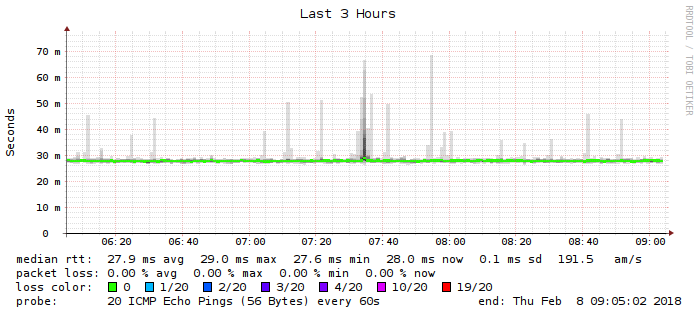 Last 3 Hours
RRDTOOL / TOBI OETIKER
Seconds
70 m
60 m
50 m
40 m
30 m
20 m
10 m
0
06:20 06:40 07:00 07:20 07:40 08:00 08:20 08:40 09:00
median rtt: 27.9 ms avg 29.0 ms max 27.6 ms min 28.0 ms now 0.1 ms sd 191.5 am/s
packet loss: 0.00 % avg 0.00 % max 0.00 % min 0.00 % now
loss color: 0 1/20 2/20 3/20 4/20 10/20 19/20
probe: 20 ICMP Echo Pings (56 Bytes) every 60s end: Thu Feb 8 09:05:02 2018